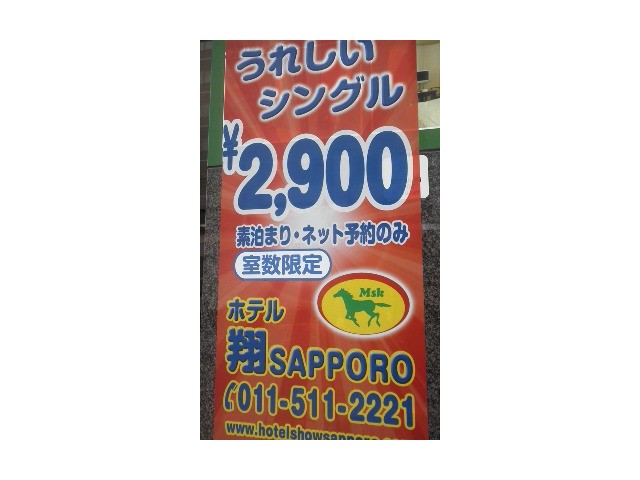 うれしい
シングル
¥2,900
素泊まり・ネット予約のみ
室数限定
Msk
ホテル
翔SAPPORO
011-511-2221